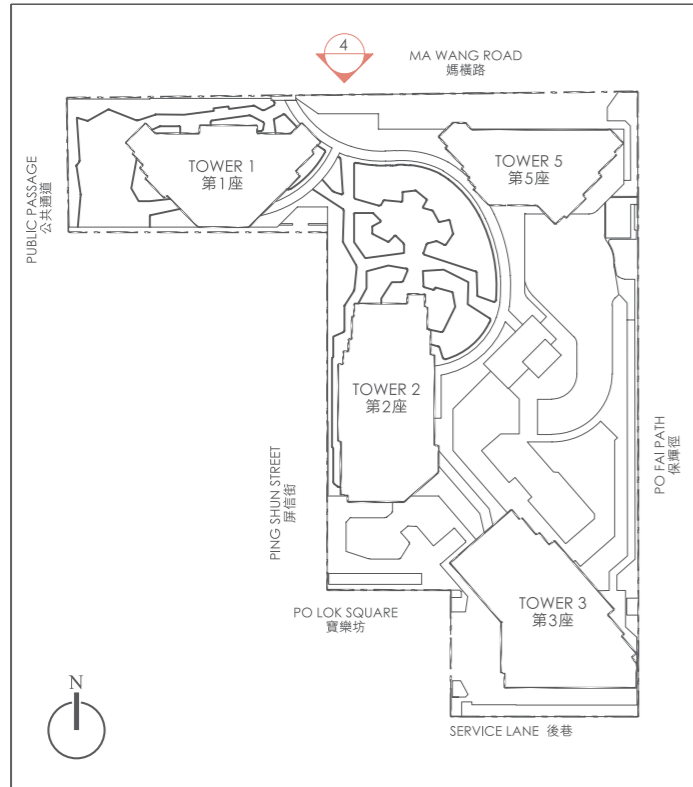 4
MA WANG ROAD
媽橫路
PUBLIC PASSAGE
公共通道
TOWER 1
第1座
TOWER 5
第5座
TOWER 2
第2座
PING SHUN STREET
屏信街
PO FAI PATH
保輝徑
TOWER 3
第3座
PO LOK SQUARE
寶樂坊
N
SERVICE LANE 後巷